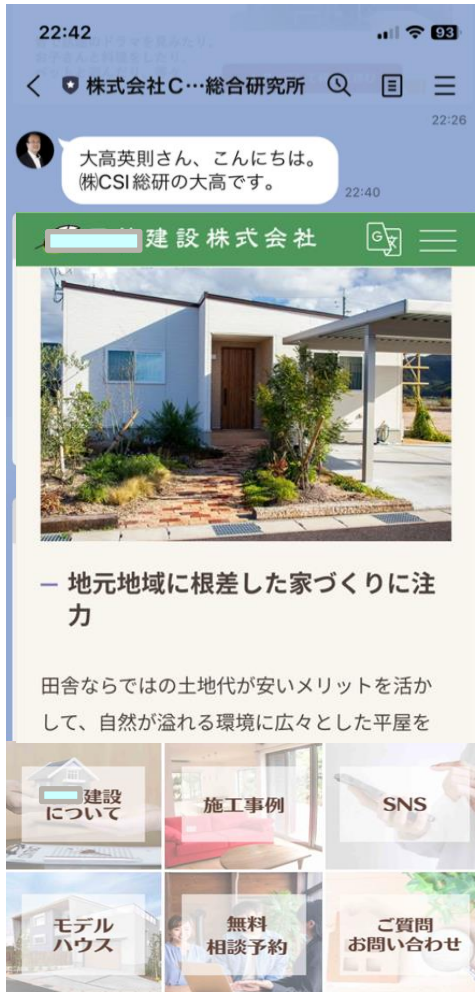 22:42
93
株式会社C…総合研究所
22:26
大高英則さん、こんにちは。
㈱CSI総研の大高です。
22:40
建設株式会社
G文
地元地域に根差した家づくりに注
力
田舎ならではの土地代が安いメリットを活か
して、自然が溢れる環境に広々とした平屋を
建設
について
施工事例
SNS
モデル
ハウス
無料
相談予約
ご質問
お問い合わせ